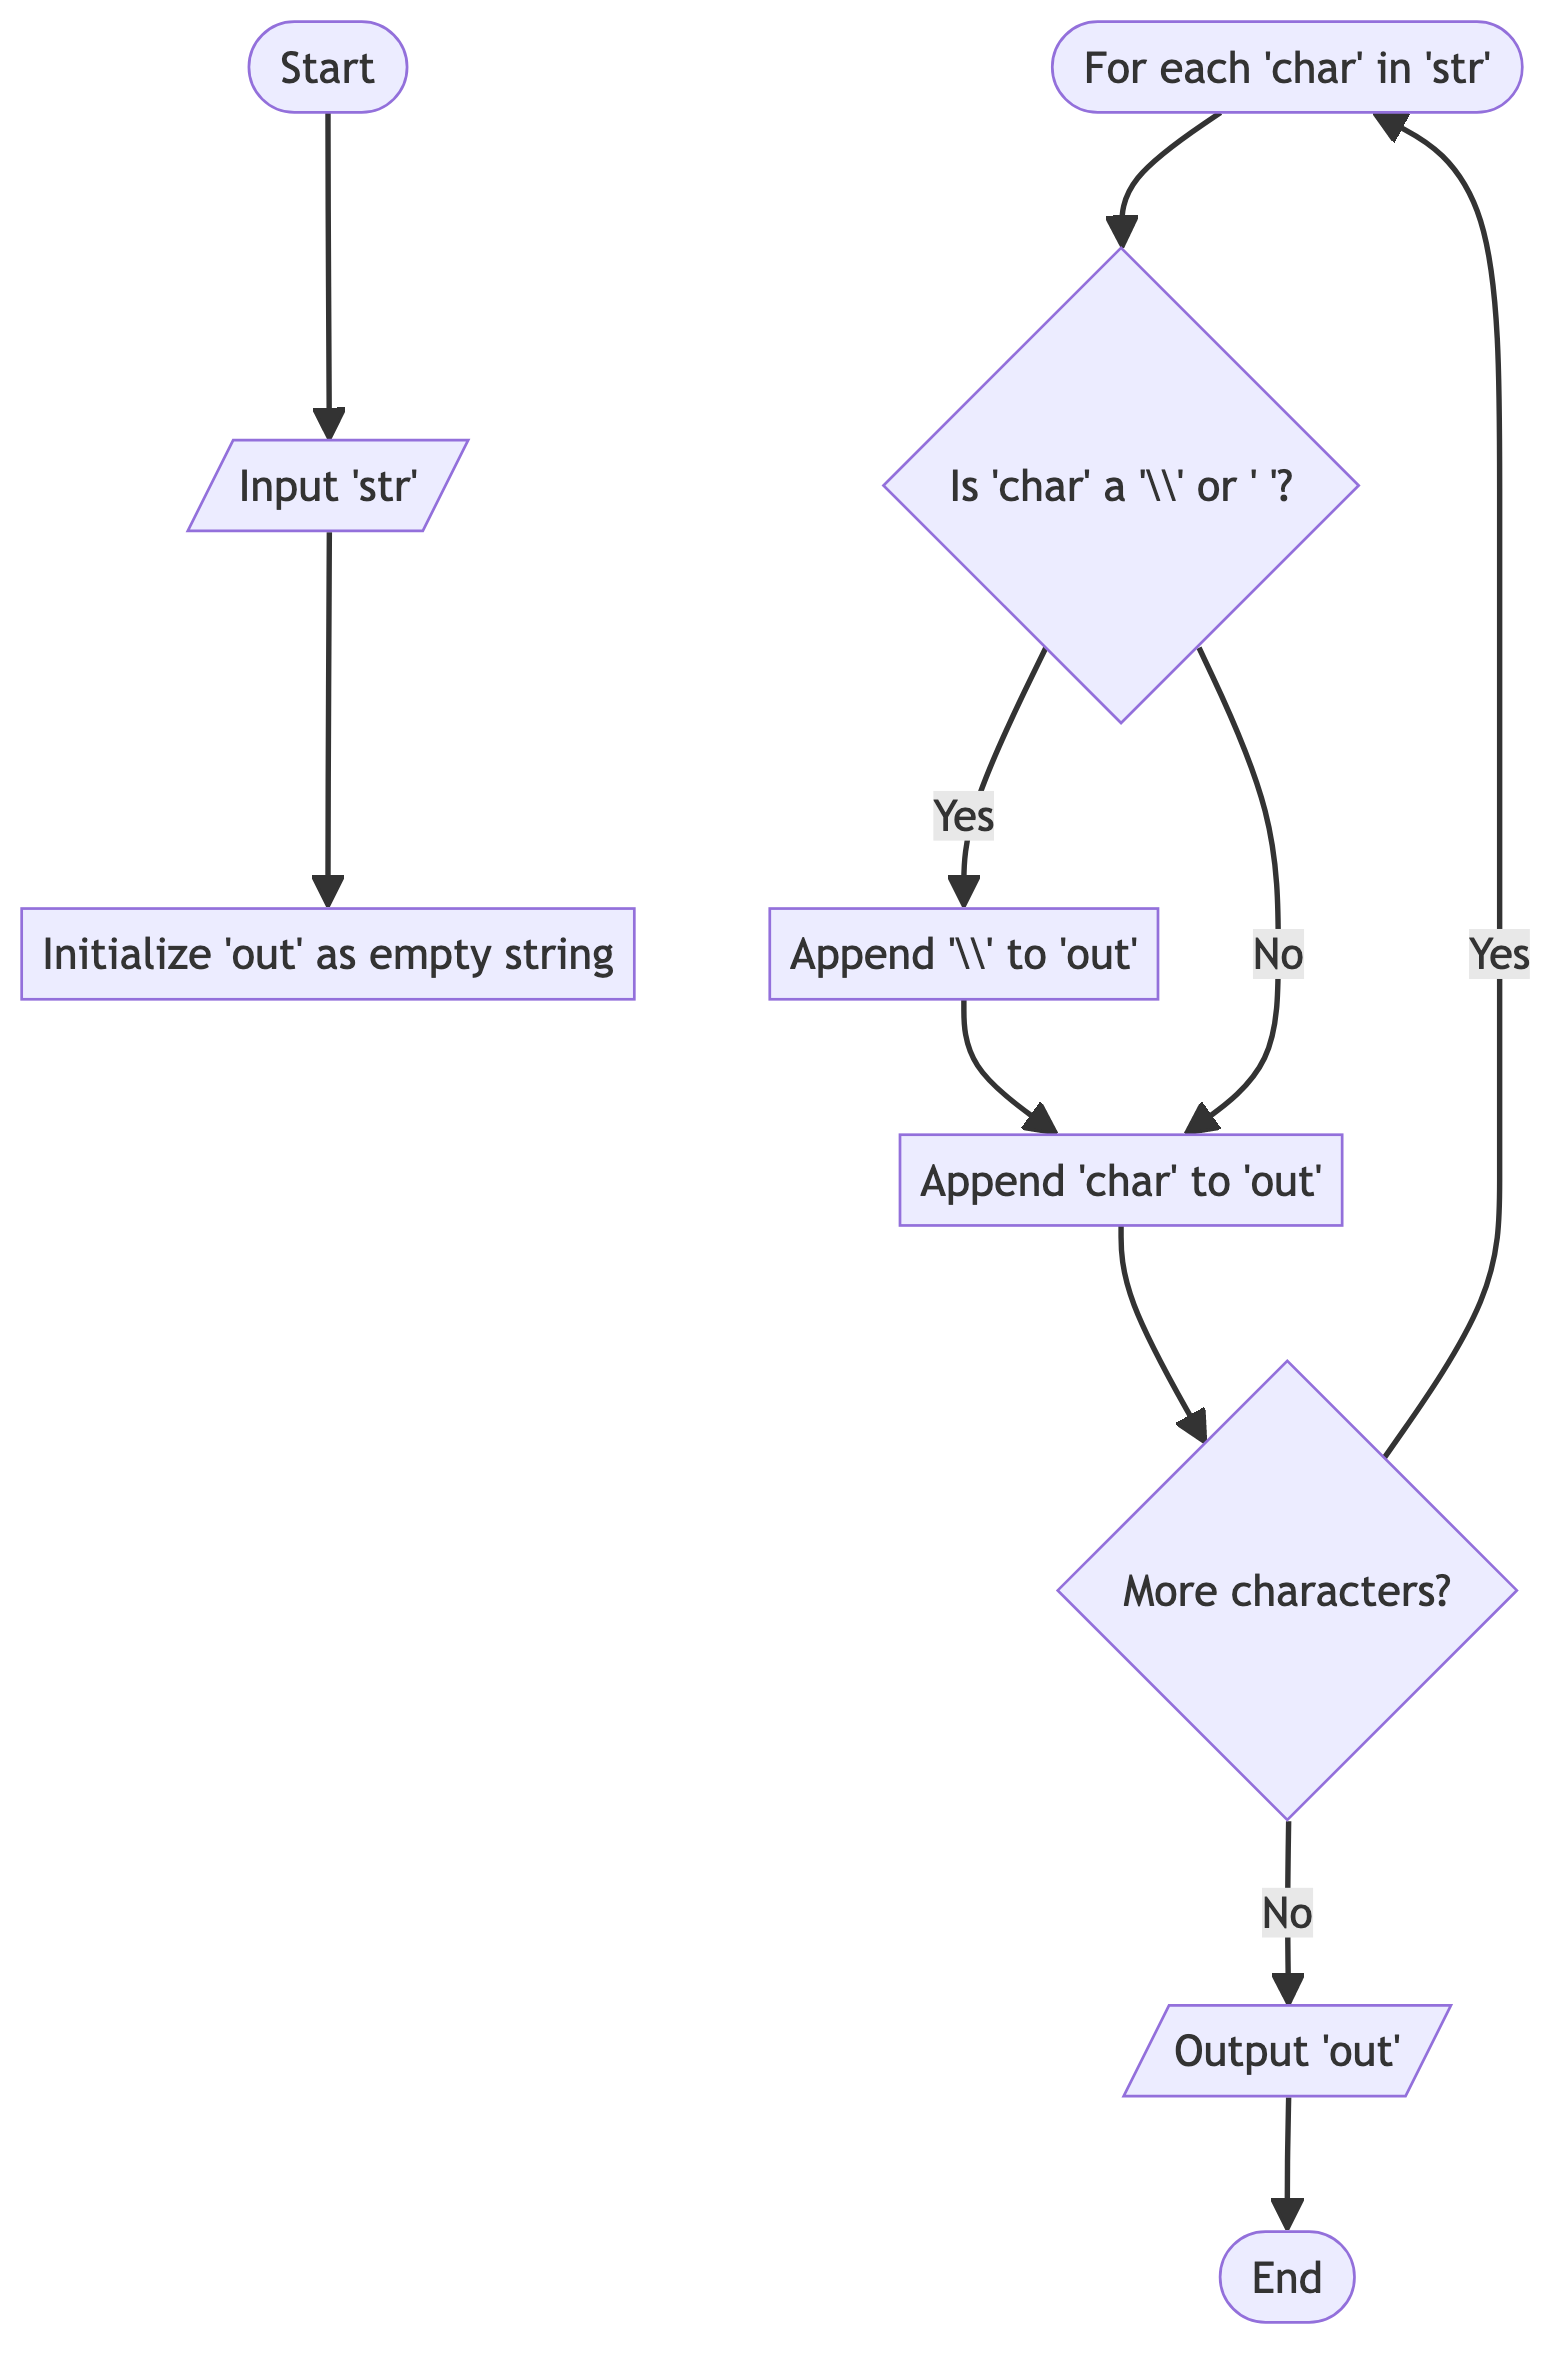 Start
Input 'str'
Initialize 'out' as empty string
For each 'char' in 'str'
Is 'char' a '\\' or ' '?
Yes
No
Append '\\' to 'out'
Append 'char' to 'out'
More characters?
Yes
No
Output 'out'
End